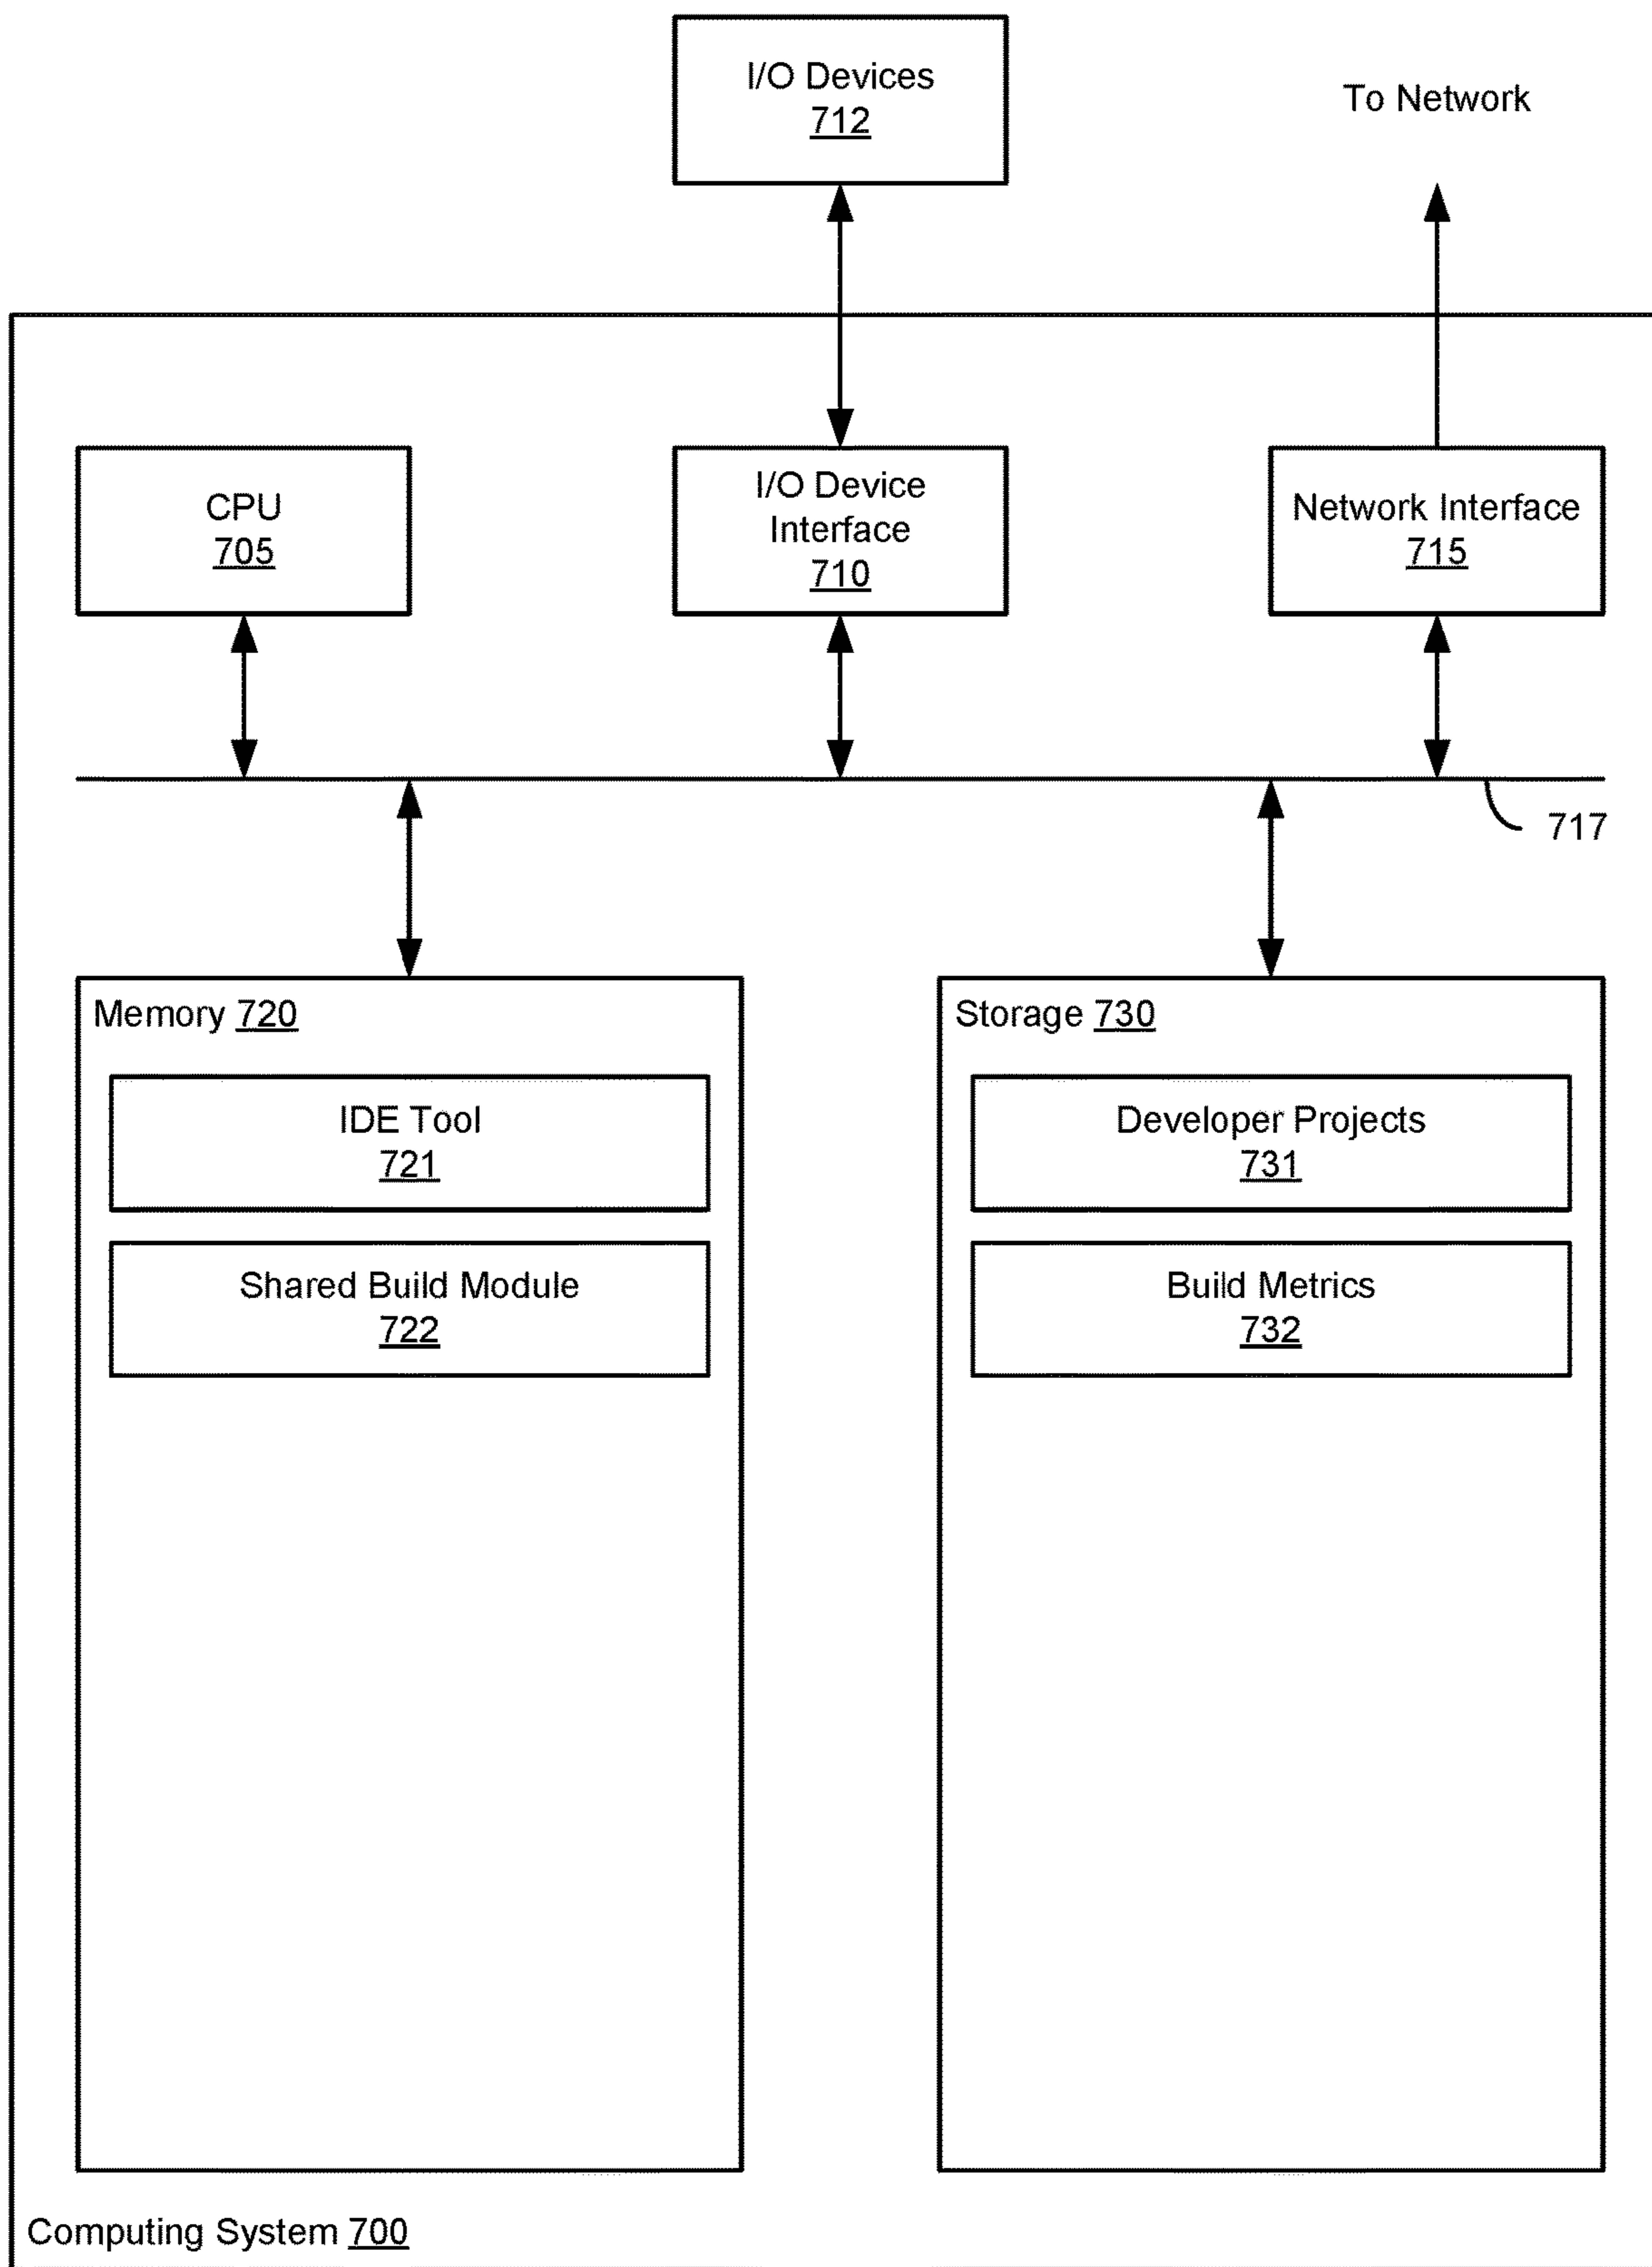 I/O Devices
712
To Network
CPU
705
I/O Device
Interface
710
Network Interface
715
717
Memory 720
IDE Tool
721
Shared Build Module
722
Storage 730
Developer Projects
731
Build Metrics
732
Computing System 700